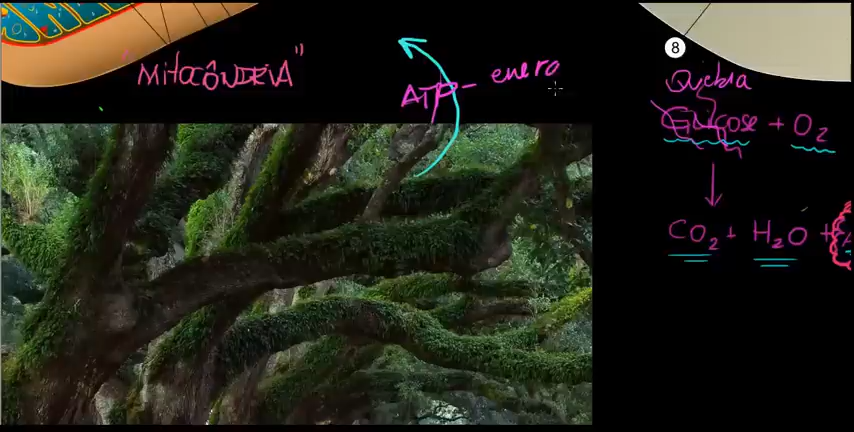 "MitoCÔNDRIA"
ATP - energ
8
Quebra
Glicose + O2
CO2 + H2O +